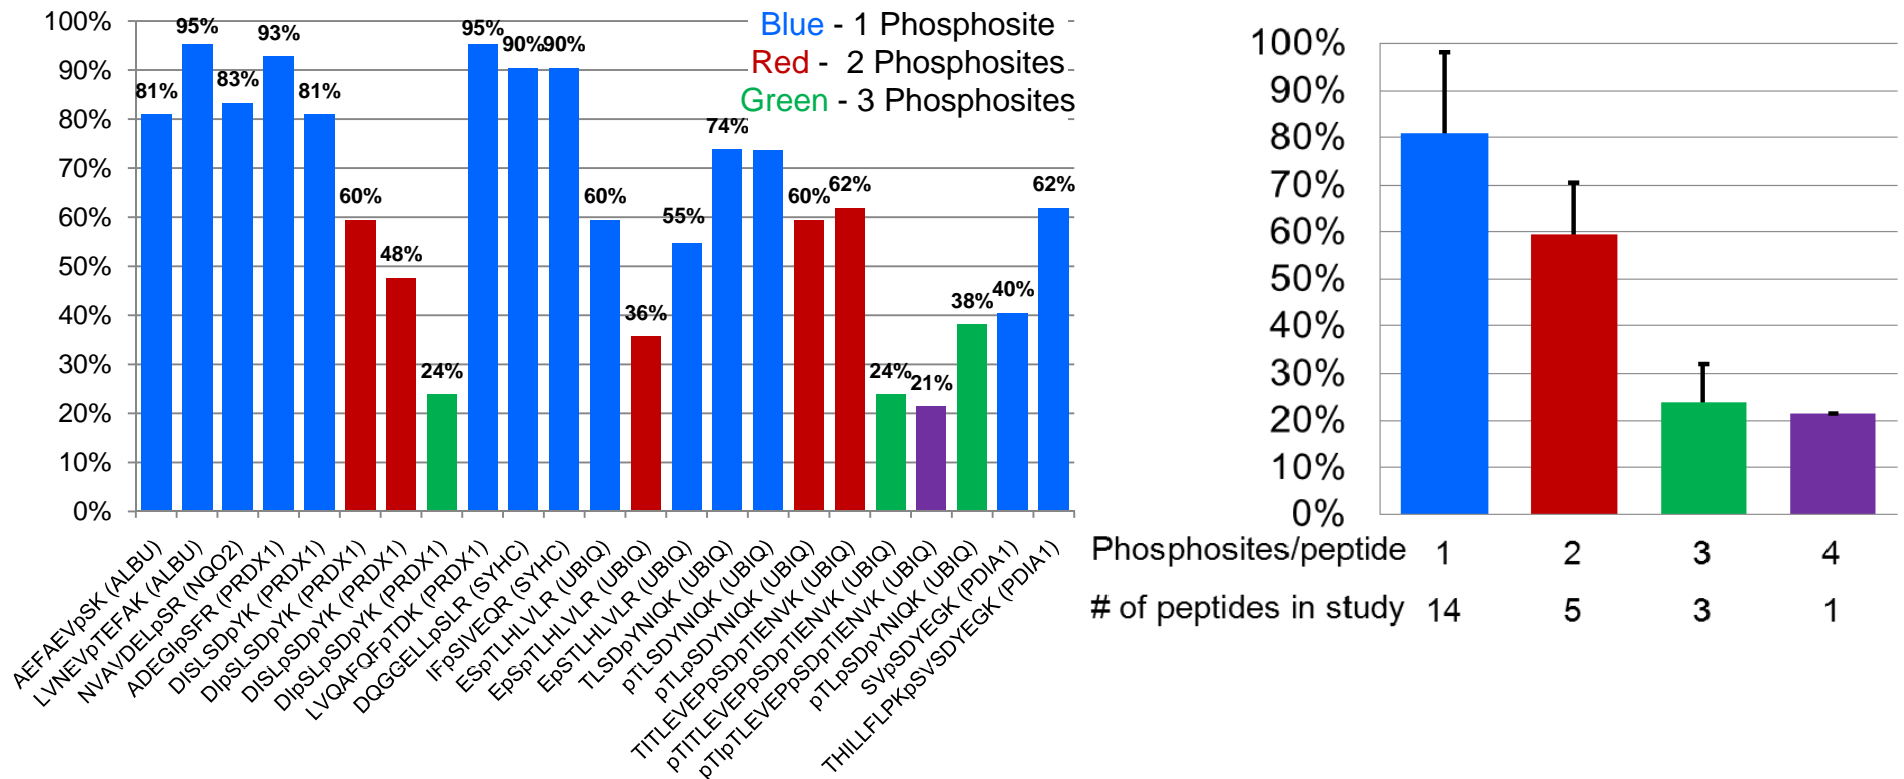 100%
90%
80%
70%
60%
50%
40%
30%
20%
10%
0%
81%
95%
83%
93%
81%
60%
48%
24%
95%
90%
90%
60%
36%
55%
74%
60%
62%
24%
21%
38%
40%
62%
Blue - 1 Phosphosite
Red - 2 Phosphosites
Green - 3 Phosphosites
AEFAEVpSK (ALBU)
LVNEVpTEFAK (ALBU)
NVAVDELpSR (NQO2)
ADEGIpSFR (PRDX1)
DISLSDpYK (PRDX1)
DIpSLSDpYK (PRDX1)
DISLpSDpYK (PRDX1)
DIpSLpSDpYK (PRDX1)
LVQAFQFpTDK (PRDX1)
DQGGELLpSLR (SYHC)
IFpSIVEQR (SYHC)
ESpTLHLVLR (UBIQ)
EpSpTLHLVLR (UBIQ)
EpSTLHLVLR (UBIQ)
TLSDpYNIQK (UBIQ)
pTLSDYNIQK (UBIQ)
pTLpSDYNIQK (UBIQ)
TITLEVEPpSDpTIENVK (UBIQ)
pTITLEVEPpSDpTIENVK (UBIQ)
pTIpTLEVEPpSDpTIENVK (UBIQ)
pTLpSDpYNIQK (UBIQ)
SVpSDYEGK (PDIA1)
THILLFLPKpSVSDYEGK (PDIA1)
100%
90%
80%
70%
60%
50%
40%
30%
20%
10%
0%
Phosphosites/peptide 1 2 3 4
# of peptides in study 14 5 3 1